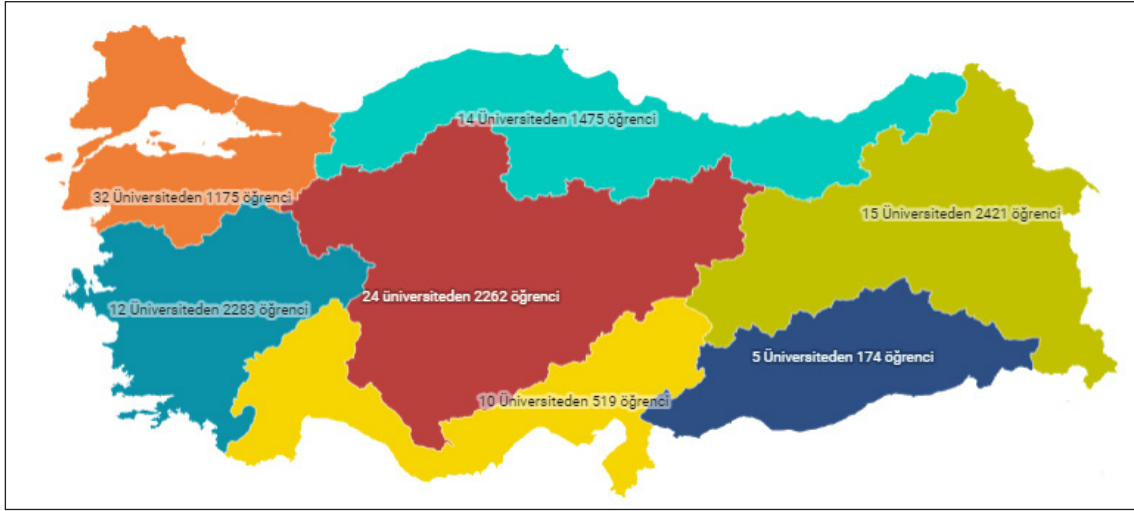 14 Üniversiteden 1475 öğrenci
32 Üniversiteden 1175 öğrenci
15 Üniversiteden 2421 öğrenci
24 üniversiteden 2262 öğrenci
12 Üniversiteden 2283 öğrenci
5 Üniversiteden 174 öğrenci
10 Üniversiteden 519 öğrenci